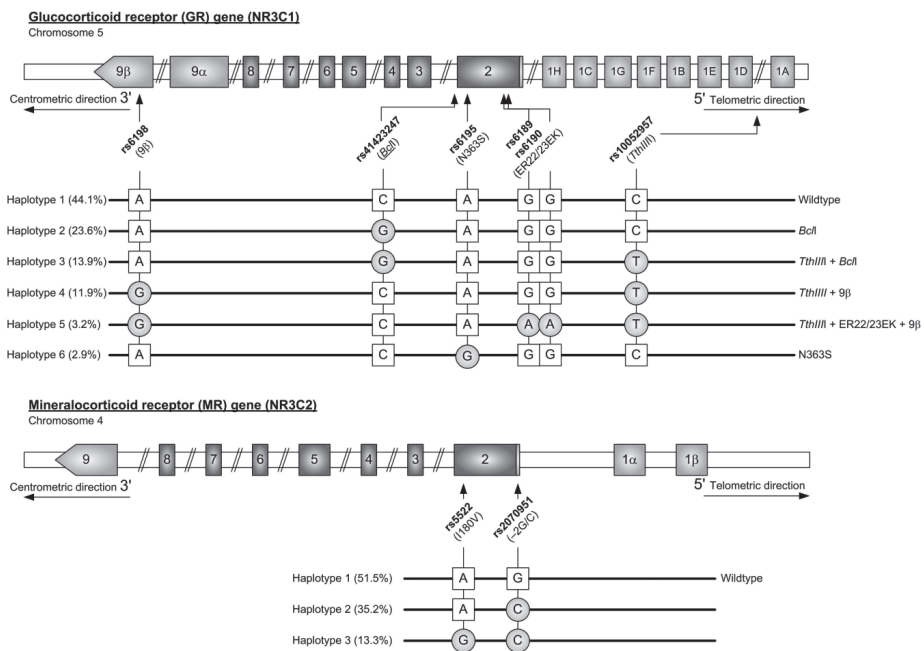 Glucocorticoid receptor (GR) gene (NR3C1)
Chromosome 5
9β 9α 8 7 6 5 4 3 2 1H 1C 1G 1F 1B 1E 1D 1A
Centrometric direction 3' 5' Telometric direction
rs6198
(9β)
rs41423247
(BclI)
rs6195
(N363S)
rs6189
rs6190
(ER22/23EK)
rs10052957
(TthIIII)
Haplotype 1 (44.1%) A C A G G C Wildtype
Haplotype 2 (23.6%) A G A G G C BclI
Haplotype 3 (13.9%) A G A G G T TthIIII + BclI
Haplotype 4 (11.9%) G C A G G T TthIIII + 9β
Haplotype 5 (3.2%) G C A A A T TthIIII + ER22/23EK + 9β
Haplotype 6 (2.9%) A C G G G C N363S
Mineralocorticoid receptor (MR) gene (NR3C2)
Chromosome 4
9 8 7 6 5 4 3 2 1α 1β
Centrometric direction 3' 5' Telometric direction
rs5522
(I180V)
rs2070951
(–2G/C)
Haplotype 1 (51.5%) A G Wildtype
Haplotype 2 (35.2%) A C
Haplotype 3 (13.3%) G C